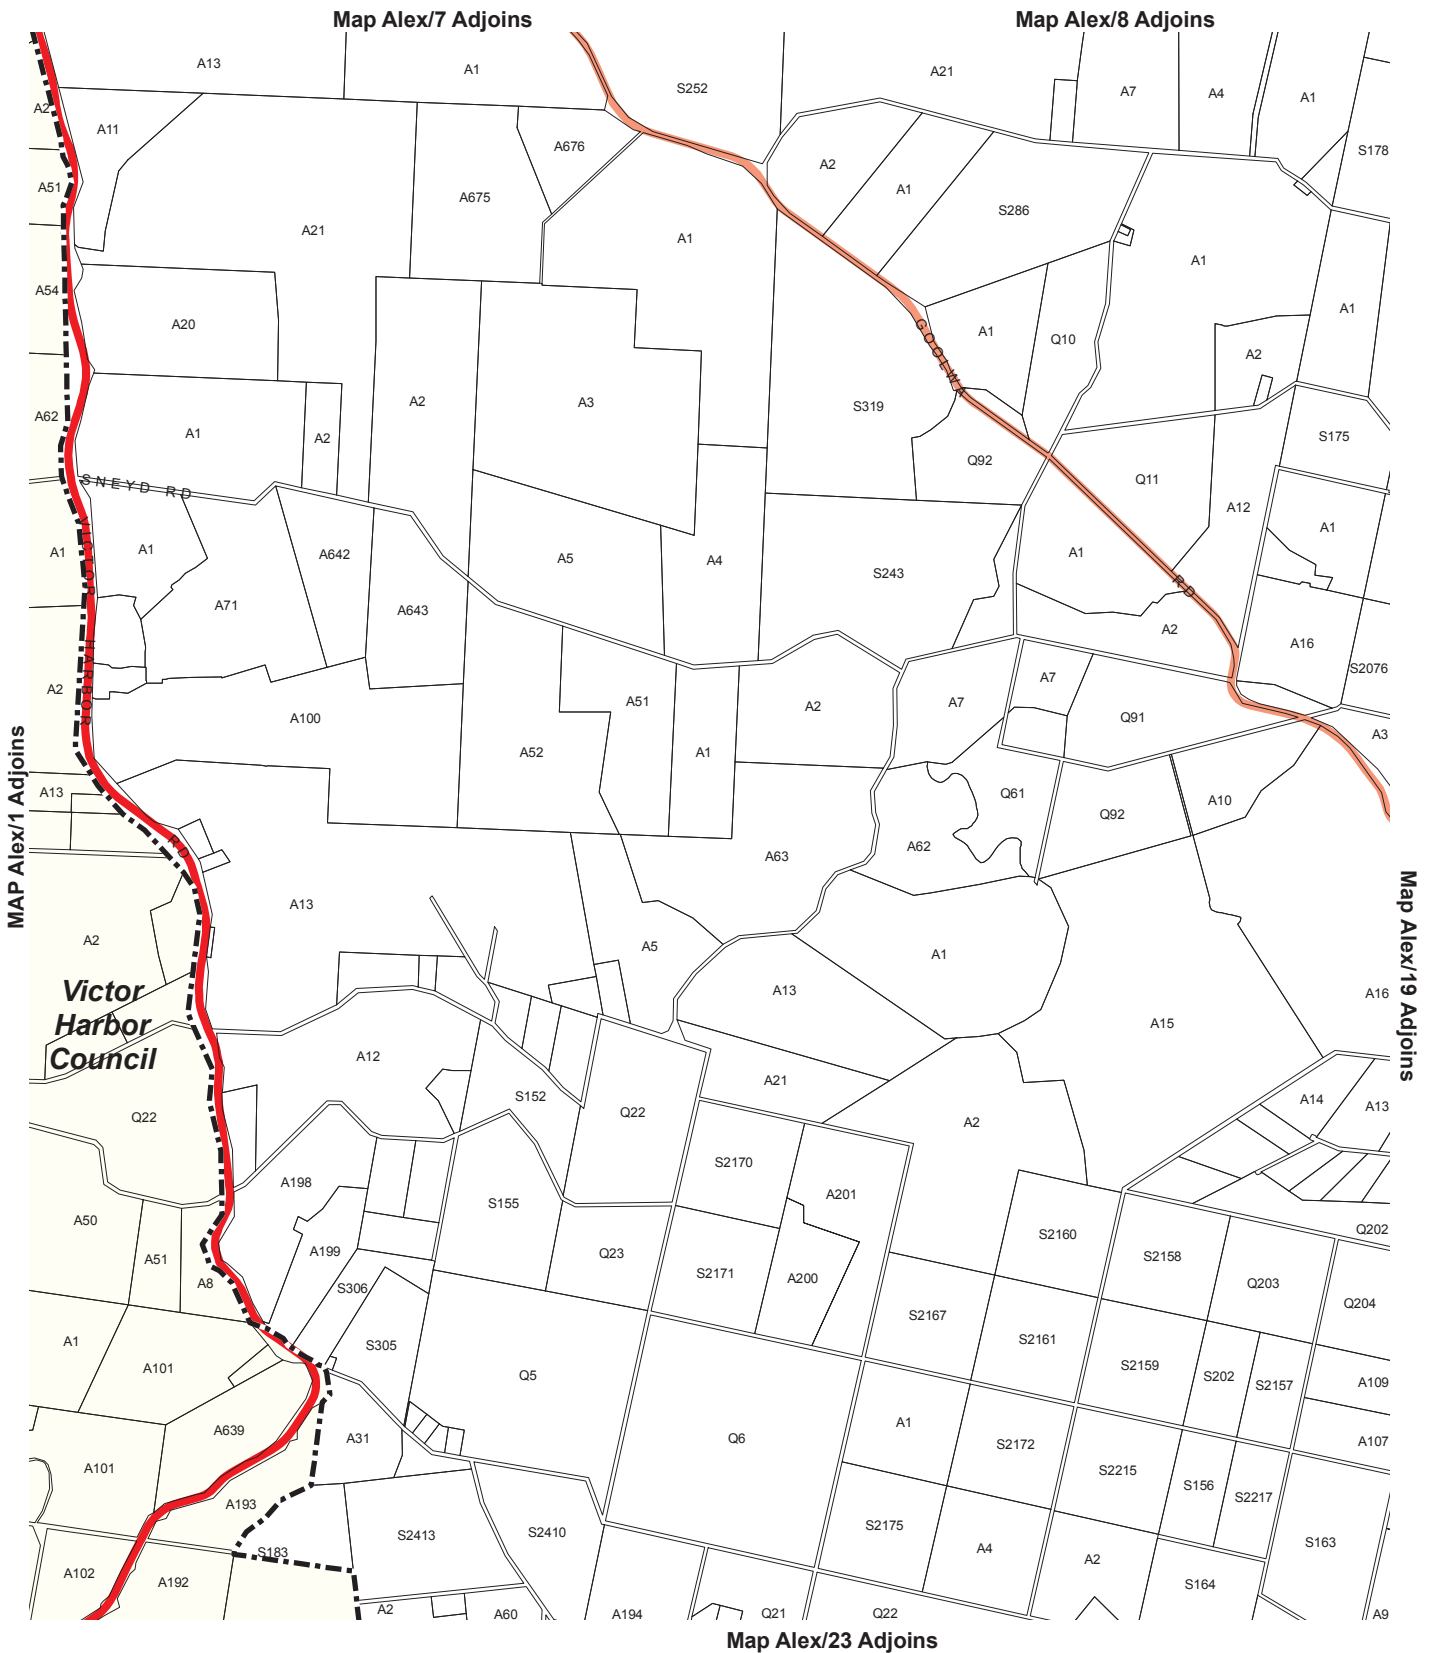 Map Alex/7 Adjoins
Map Alex/8 Adjoins
A13
A1
S252
A21
A7
A4
A1
A2
A11
A676
A2
A1
S178
A51
A675
S286
A21
A1
A1
A54
A20
A1
GOOLWA
A1
Q10
A2
A2
A3
S319
A62
A1
A2
S175
Q92
Q11
SNEYD RD
A12
A1
A1
A1
A642
A5
A4
S243
A1
VICTOR HARBOR RD
A71
A643
RD
A2
A16
S2076
A2
A7
A100
A51
A2
A7
Q91
A52
A1
A3
MAP Alex/1 Adjoins
A13
Q61
A10
Q92
A62
A63
A13
A2
A5
A1
Map Alex/19 Adjoins
Victor
Harbor
Council
A13
A16
A15
A12
A21
S152
Q22
Q22
A14
A13
A2
S2170
A198
A201
S155
A50
Q202
S2160
A51
A199
Q23
S2158
A8
S306
S2171
A200
Q203
Q204
S2167
A1
S305
S2161
A101
Q5
S2159
S202
S2157
A109
A639
A31
Q6
A1
S2172
A107
A101
S2215
S156
S2217
A193
S2413
S2410
S2175
A4
S163
S183
A102
A192
A2
S164
A2
A60
A194
Q21
Q22
A9
Map Alex/23 Adjoins